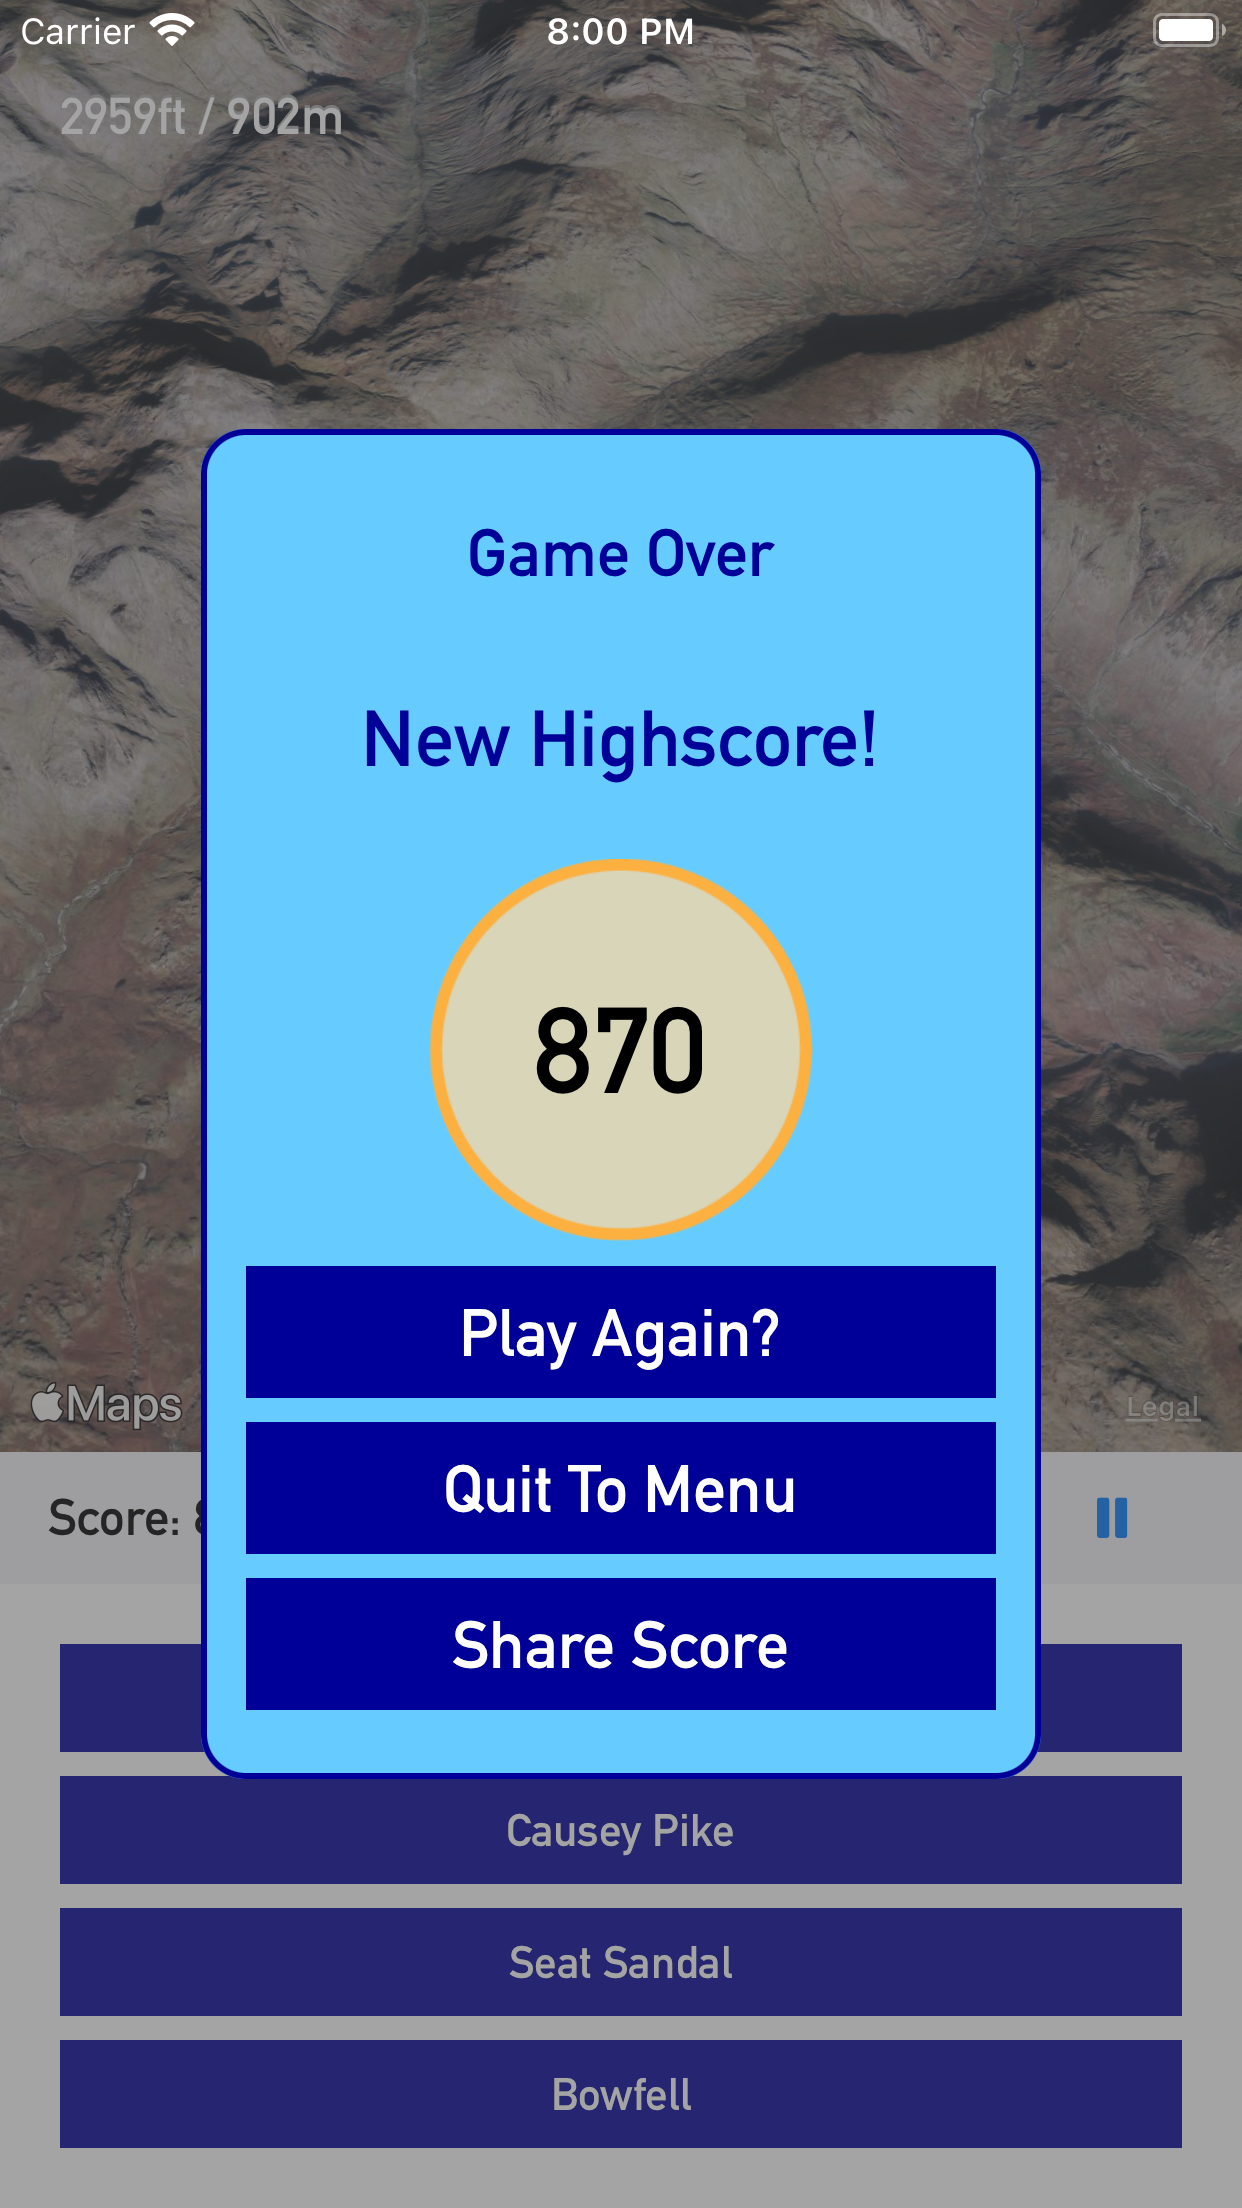 Carrier 8:00 PM
2959ft / 902m
Game Over
New Highscore!
870
Play Again?
Quit To Menu
Share Score
Maps
Legal
Score:
Causey Pike
Seat Sandal
Bowfell